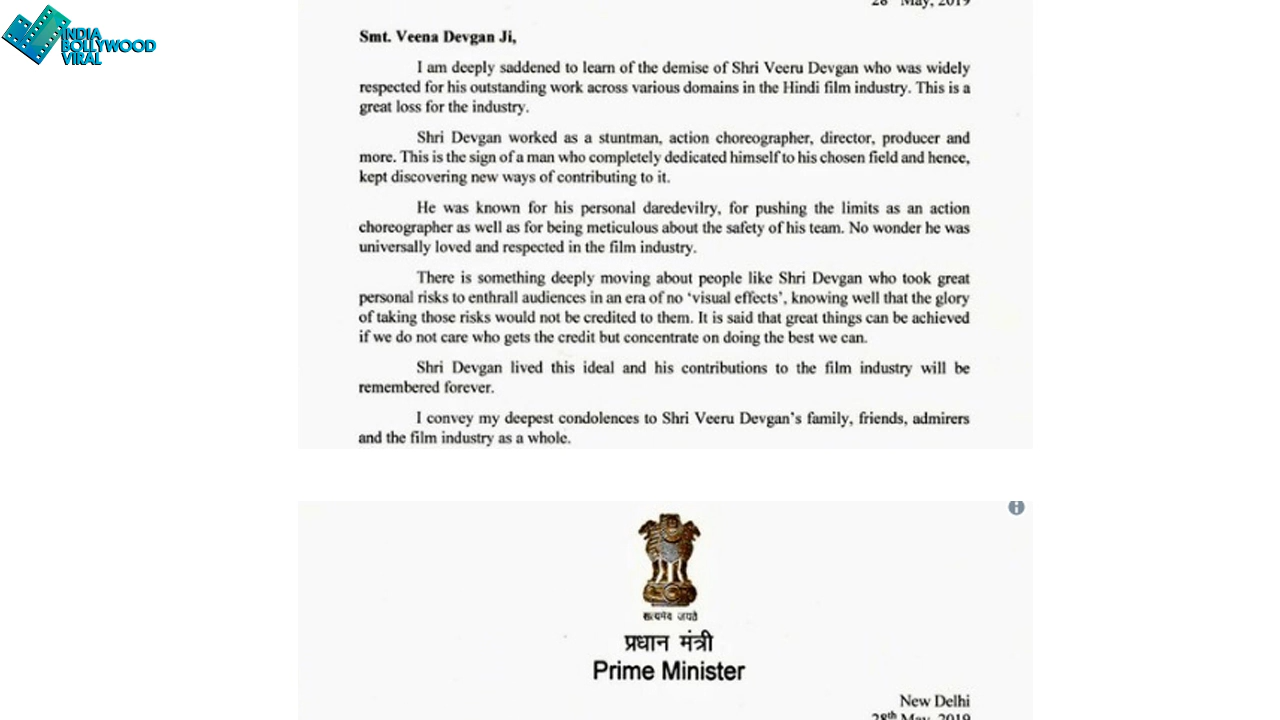 INDIA
BOLLYWOOD
VIRAL
28th May, 2019
Smt. Veena Devgan Ji,
I am deeply saddened to learn of the demise of Shri Veeru Devgan who was widely
respected for his outstanding work across various domains in the Hindi film industry. This is a
great loss for the industry.
Shri Devgan worked as a stuntman, action choreographer, director, producer and
more. This is the sign of a man who completely dedicated himself to his chosen field and hence,
kept discovering new ways of contributing to it.
He was known for his personal daredevilry, for pushing the limits as an action
choreographer as well as for being meticulous about the safety of his team. No wonder he was
universally loved and respected in the film industry.
There is something deeply moving about people like Shri Devgan who took great
personal risks to enthrall audiences in an era of no ‘visual effects’, knowing well that the glory
of taking those risks would not be credited to them. It is said that great things can be achieved
if we do not care who gets the credit but concentrate on doing the best we can.
Shri Devgan lived this ideal and his contributions to the film industry will be
remembered forever.
I convey my deepest condolences to Shri Veeru Devgan’s family, friends, admirers
and the film industry as a whole.
सत्यमेव जयते
प्रधान मंत्री
Prime Minister
New Delhi
28th May, 2019